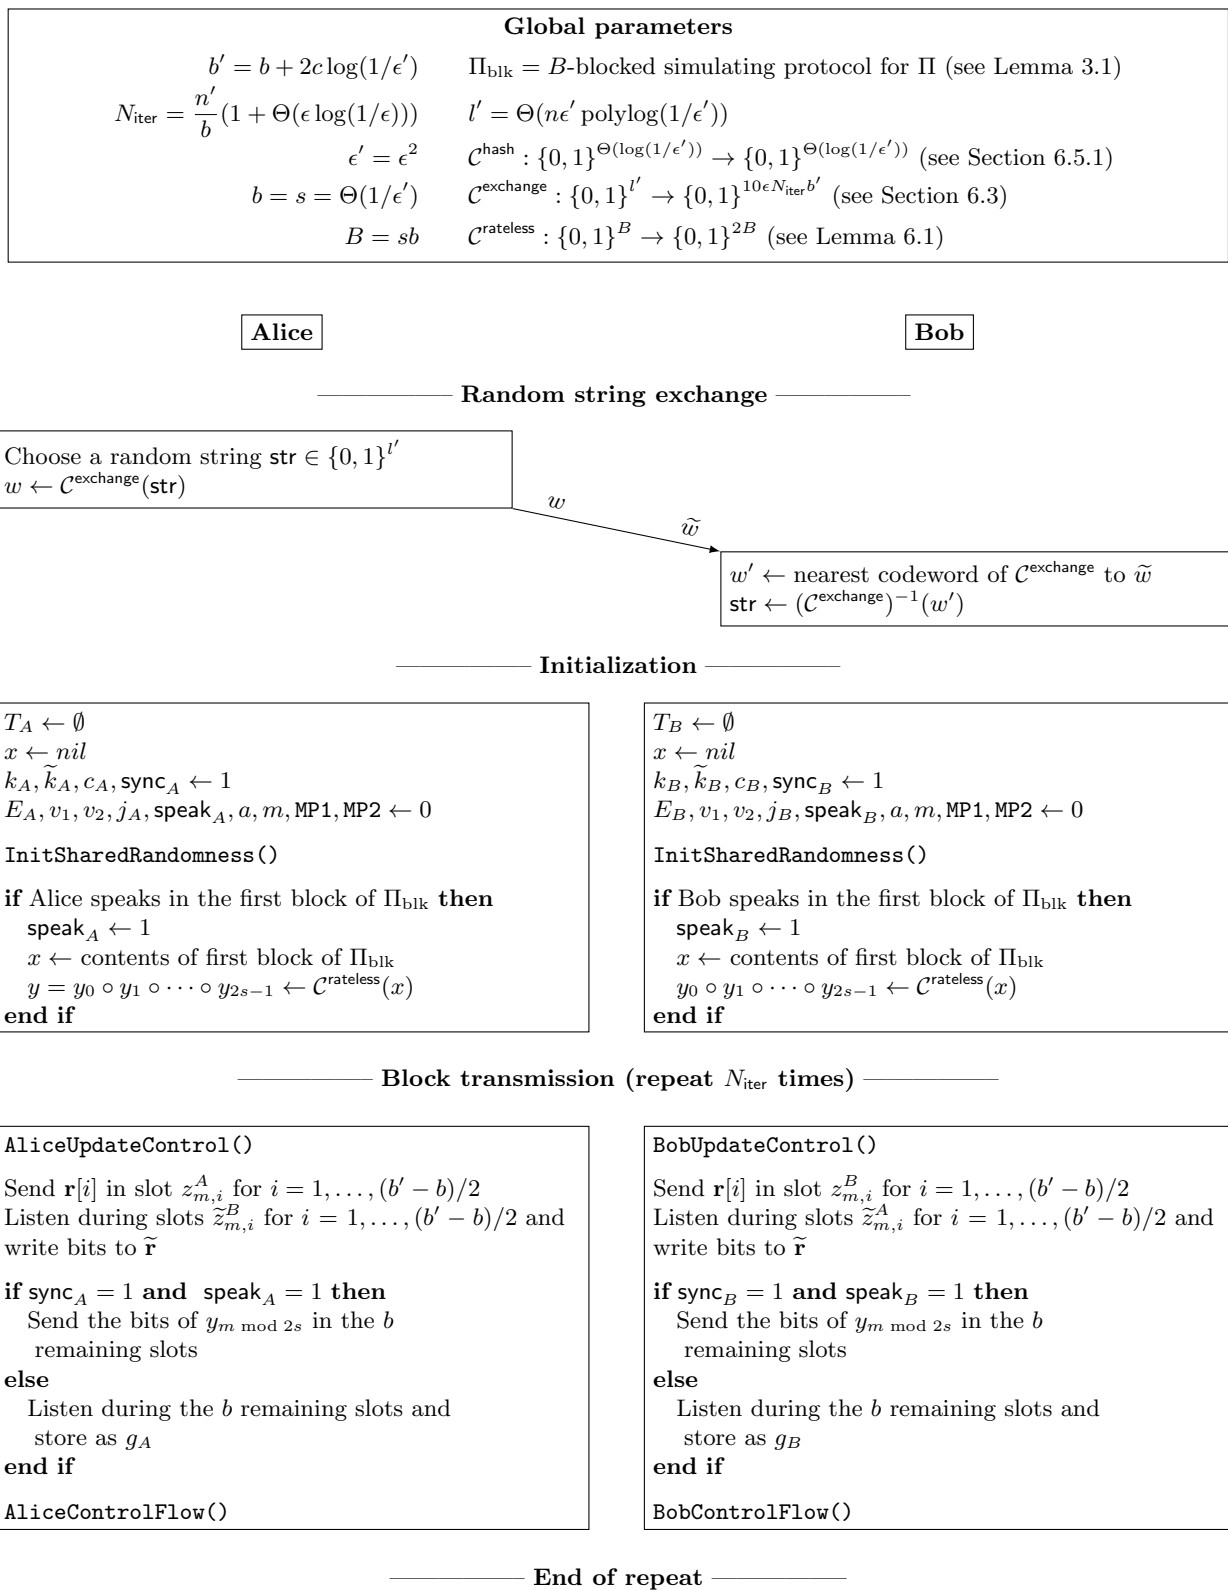 Global parameters
b′ = b + 2c log(1/ϵ′) Π_blk = B-blocked simulating protocol for Π (see Lemma 3.1)
N_iter = n′/b (1 + Θ(ϵ log(1/ϵ))) l′ = Θ(nϵ′ polylog(1/ϵ′))
ϵ′ = ϵ^2 𝒞^hash : {0, 1}^{Θ(log(1/ϵ′))} → {0, 1}^{Θ(log(1/ϵ′))} (see Section 6.5.1)
b = s = Θ(1/ϵ′) 𝒞^exchange : {0, 1}^{l′} → {0, 1}^{10ϵN_iter b′} (see Section 6.3)
B = sb 𝒞^rateless : {0, 1}^B → {0, 1}^{2B} (see Lemma 6.1)
Alice Bob
Random string exchange
Choose a random string str ∈ {0, 1}^{l′}
w ← 𝒞^exchange(str)
w
w̃
w′ ← nearest codeword of 𝒞^exchange to w̃
str ← (𝒞^exchange)^{−1}(w′)
Initialization
T_A ← ∅
x ← nil
k_A, k̃_A, c_A, sync_A ← 1
E_A, v_1, v_2, j_A, speak_A, a, m, MP1, MP2 ← 0
InitSharedRandomness()
if Alice speaks in the first block of Π_blk then
speak_A ← 1
x ← contents of first block of Π_blk
y = y_0 ∘ y_1 ∘ ⋯ ∘ y_{2s−1} ← 𝒞^rateless(x)
end if
T_B ← ∅
x ← nil
k_B, k̃_B, c_B, sync_B ← 1
E_B, v_1, v_2, j_B, speak_B, a, m, MP1, MP2 ← 0
InitSharedRandomness()
if Bob speaks in the first block of Π_blk then
speak_B ← 1
x ← contents of first block of Π_blk
y_0 ∘ y_1 ∘ ⋯ ∘ y_{2s−1} ← 𝒞^rateless(x)
end if
Block transmission (repeat N_iter times)
AliceUpdateControl()
Send r[i] in slot z^A_{m,i} for i = 1, . . . , (b′ − b)/2
Listen during slots z̃^B_{m,i} for i = 1, . . . , (b′ − b)/2 and
write bits to r̃
if sync_A = 1 and speak_A = 1 then
Send the bits of y_{m mod 2s} in the b
remaining slots
else
Listen during the b remaining slots and
store as g_A
end if
AliceControlFlow()
BobUpdateControl()
Send r[i] in slot z^B_{m,i} for i = 1, . . . , (b′ − b)/2
Listen during slots z̃^A_{m,i} for i = 1, . . . , (b′ − b)/2 and
write bits to r̃
if sync_B = 1 and speak_B = 1 then
Send the bits of y_{m mod 2s} in the b
remaining slots
else
Listen during the b remaining slots and
store as g_B
end if
BobControlFlow()
End of repeat